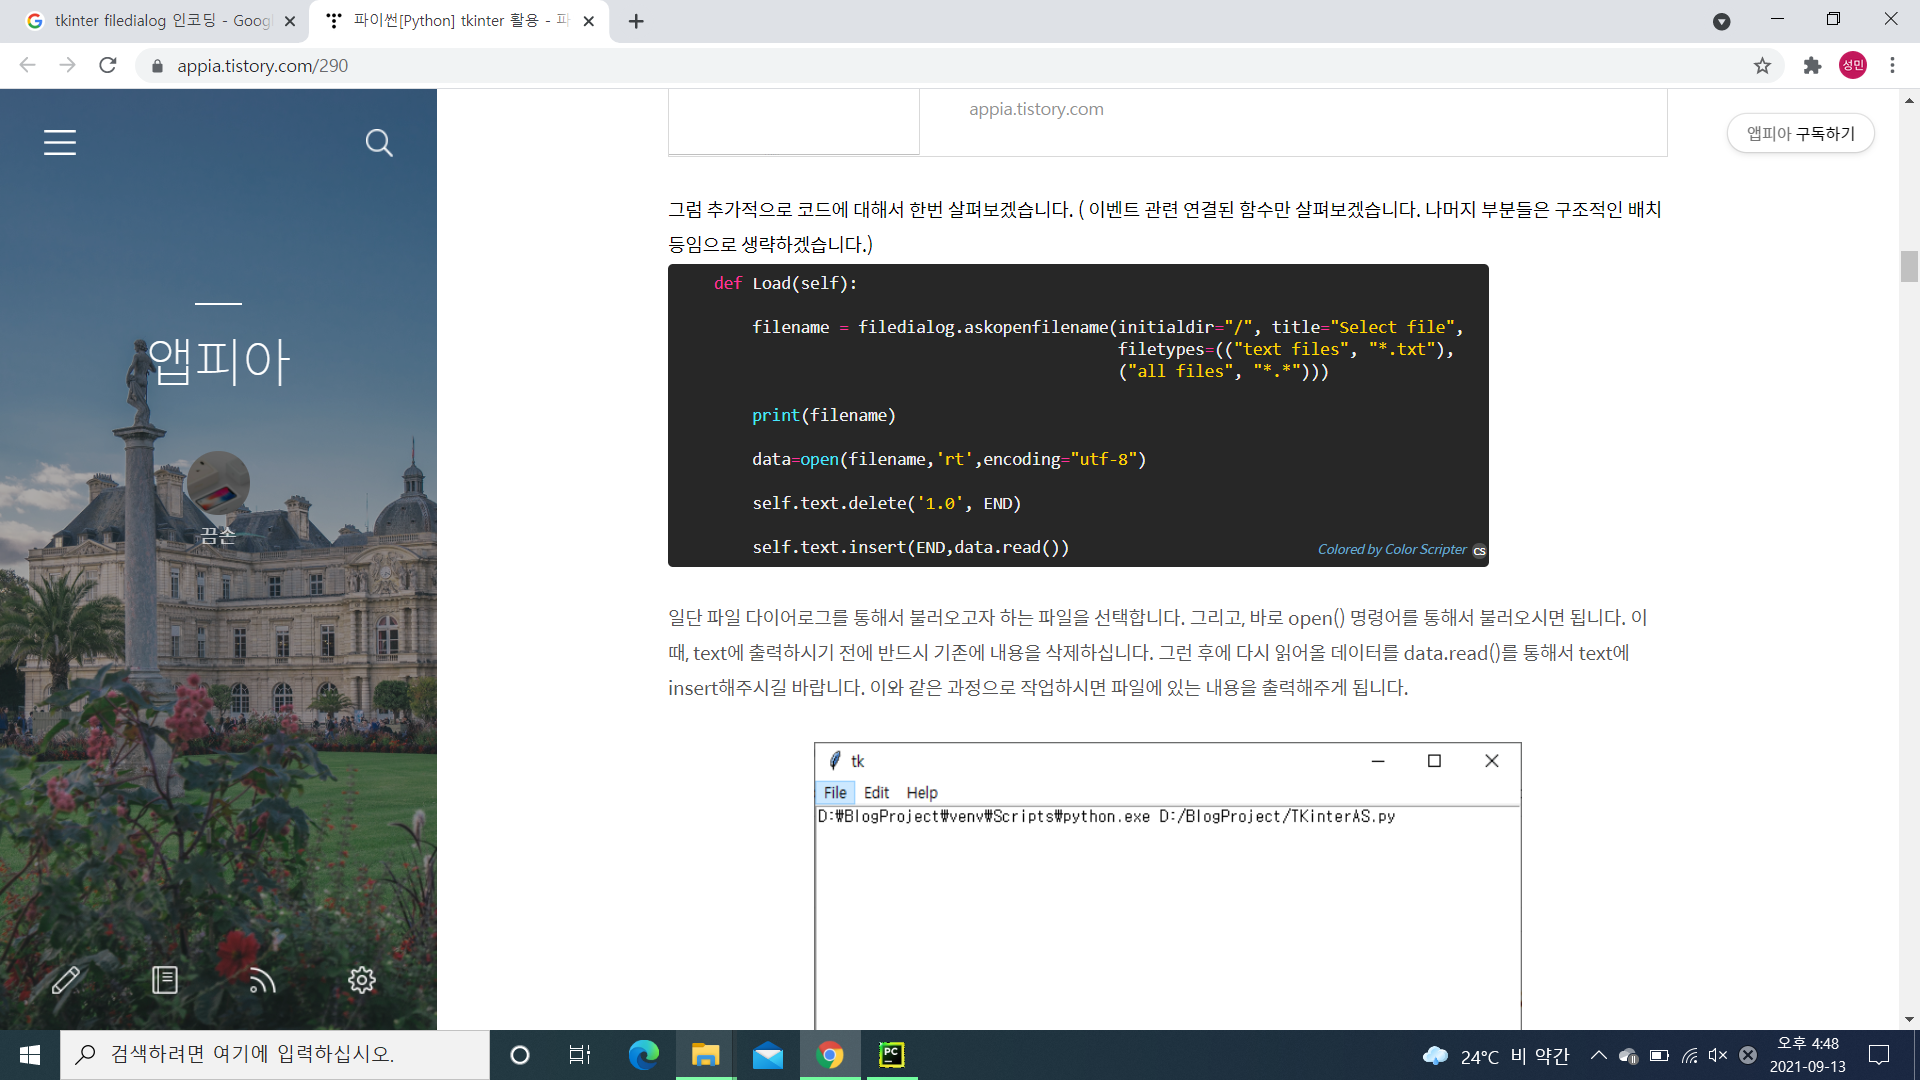 tkinter filedialog 인코딩 - Goog
파이썬[Python] tkinter 활용 - 파
appia.tistory.com/290
성민
appia.tistory.com
앱피아 구독하기
앱피아
끔손
그럼 추가적으로 코드에 대해서 한번 살펴보겠습니다. ( 이벤트 관련 연결된 함수만 살펴보겠습니다. 나머지 부분들은 구조적인 배치
등임으로 생략하겠습니다.)
def Load(self):
filename = filedialog.askopenfilename(initialdir="/", title="Select file",
filetypes=(("text files", "*.txt"),
("all files", "*.*")))
print(filename)
data=open(filename,'rt',encoding="utf-8")
self.text.delete('1.0', END)
self.text.insert(END,data.read())
Colored by Color Scripter
CS
일단 파일 다이어로그를 통해서 불러오고자 하는 파일을 선택합니다. 그리고, 바로 open() 명령어를 통해서 불러오시면 됩니다. 이
때, text에 출력하시기 전에 반드시 기존에 내용을 삭제하십니다. 그런 후에 다시 읽어올 데이터를 data.read()를 통해서 text에
insert해주시길 바랍니다. 이와 같은 과정으로 작업하시면 파일에 있는 내용을 출력해주게 됩니다.
tk
File Edit Help
D:₩BlogProject₩venv₩Scripts₩python.exe D:/BlogProject/TKinterAS.py
검색하려면 여기에 입력하십시오.
PC
24°C 비 약간
오후 4:48
2021-09-13